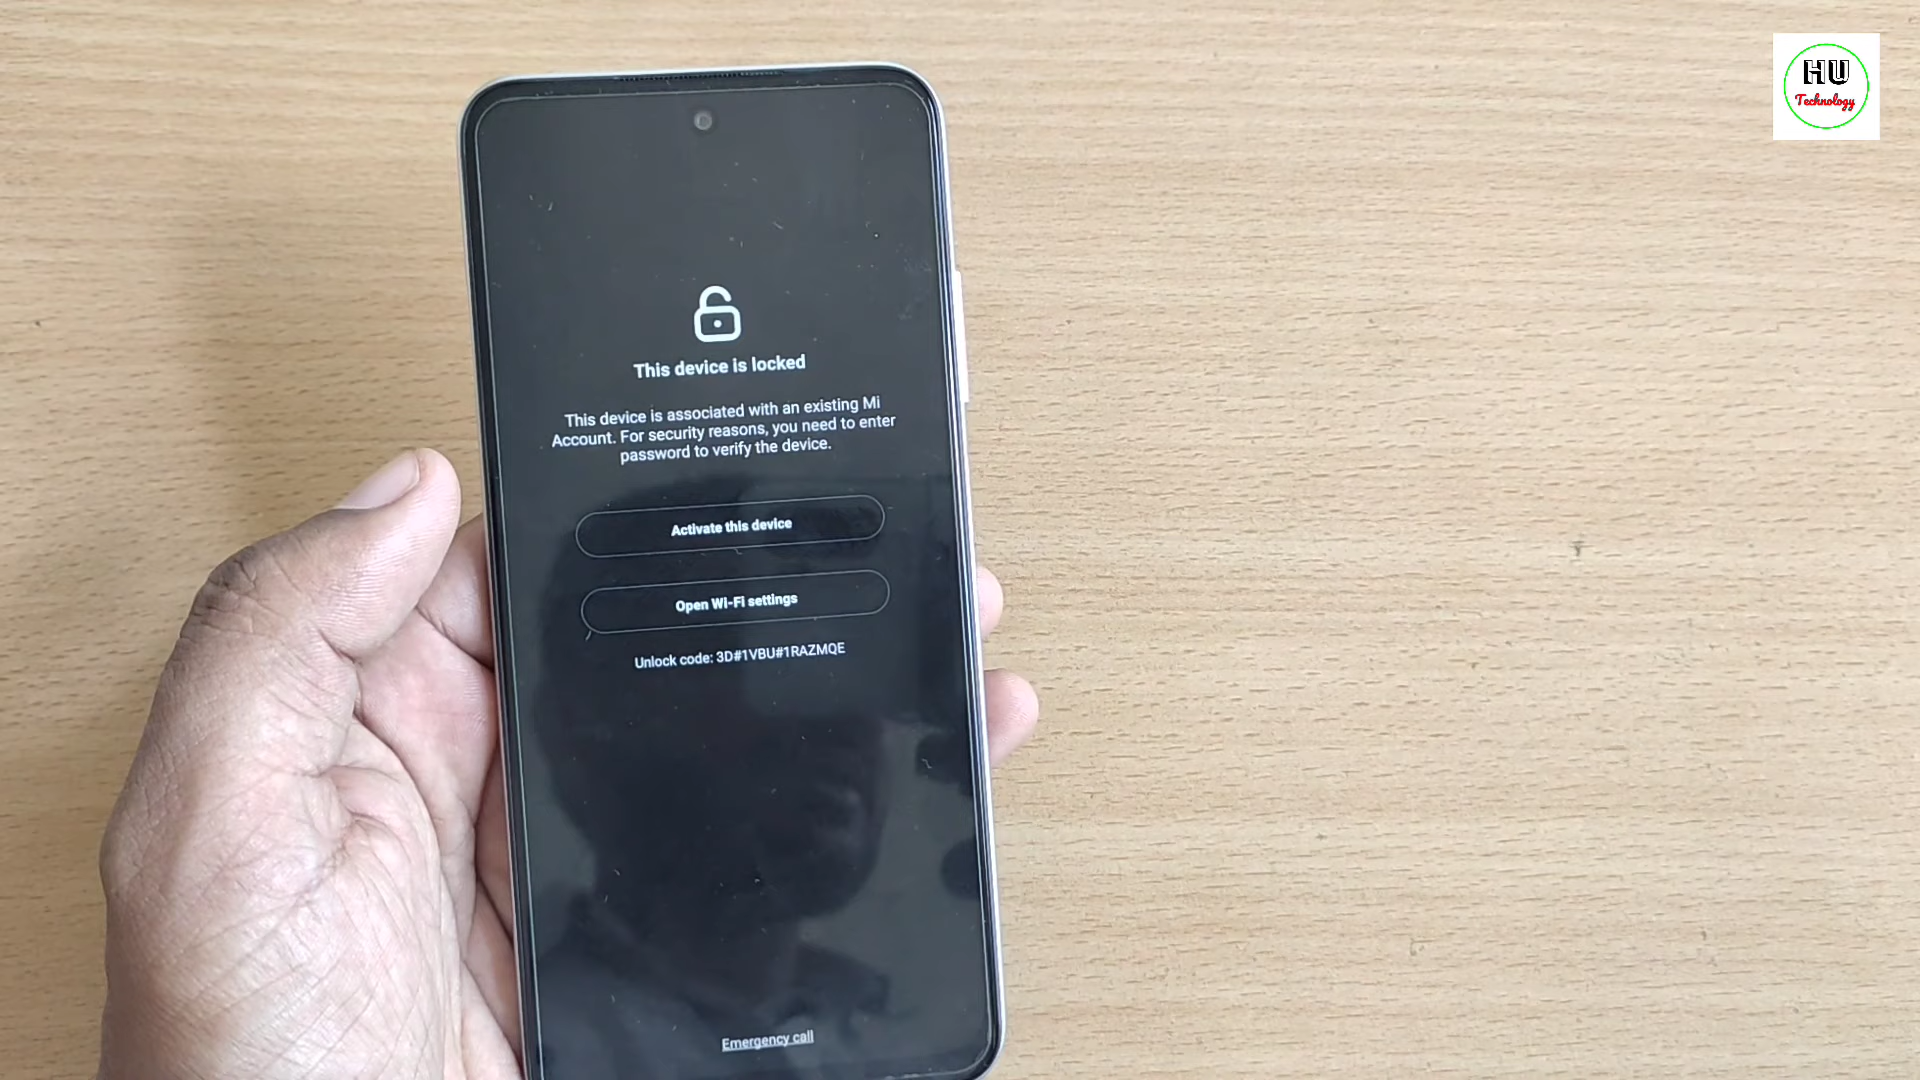 HU
Technology
This device is locked
This device is associated with an existing Mi
Account. For security reasons, you need to enter
password to verify the device.
Activate this device
Open Wi-Fi settings
Unlock code: 3D#1VBU#1RAZMQE
Emergency call